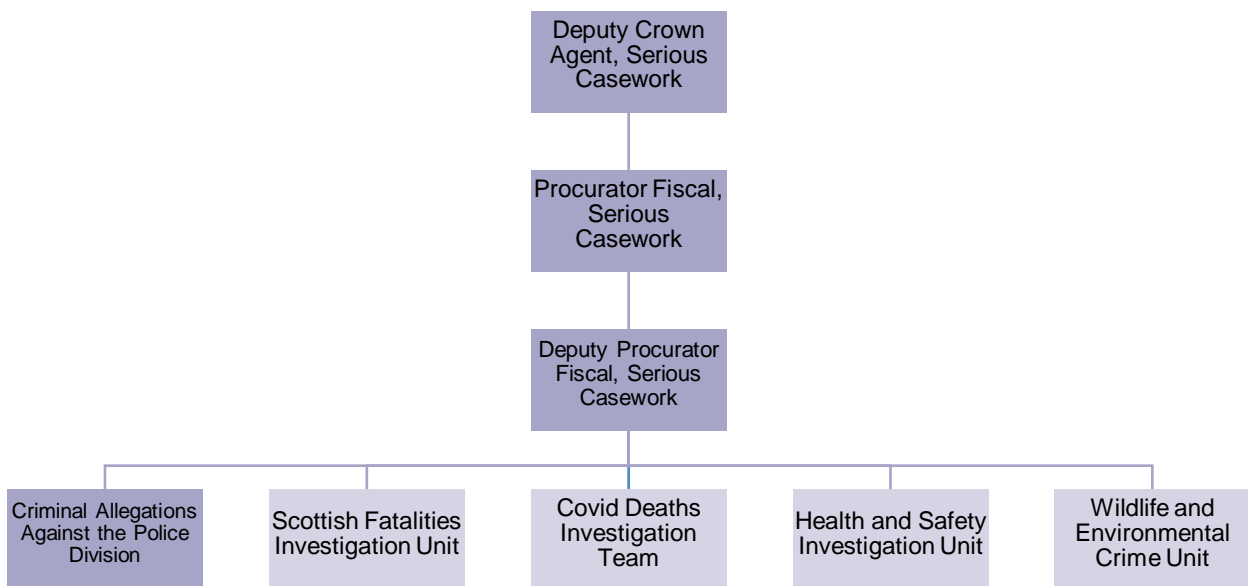 Deputy Crown
Agent, Serious
Casework
Procurator Fiscal,
Serious
Casework
Deputy Procurator
Fiscal, Serious
Casework
Criminal Allegations
Against the Police
Division
Scottish Fatalities
Investigation Unit
Covid Deaths
Investigation
Team
Health and Safety
Investigation Unit
Wildlife and
Environmental
Crime Unit